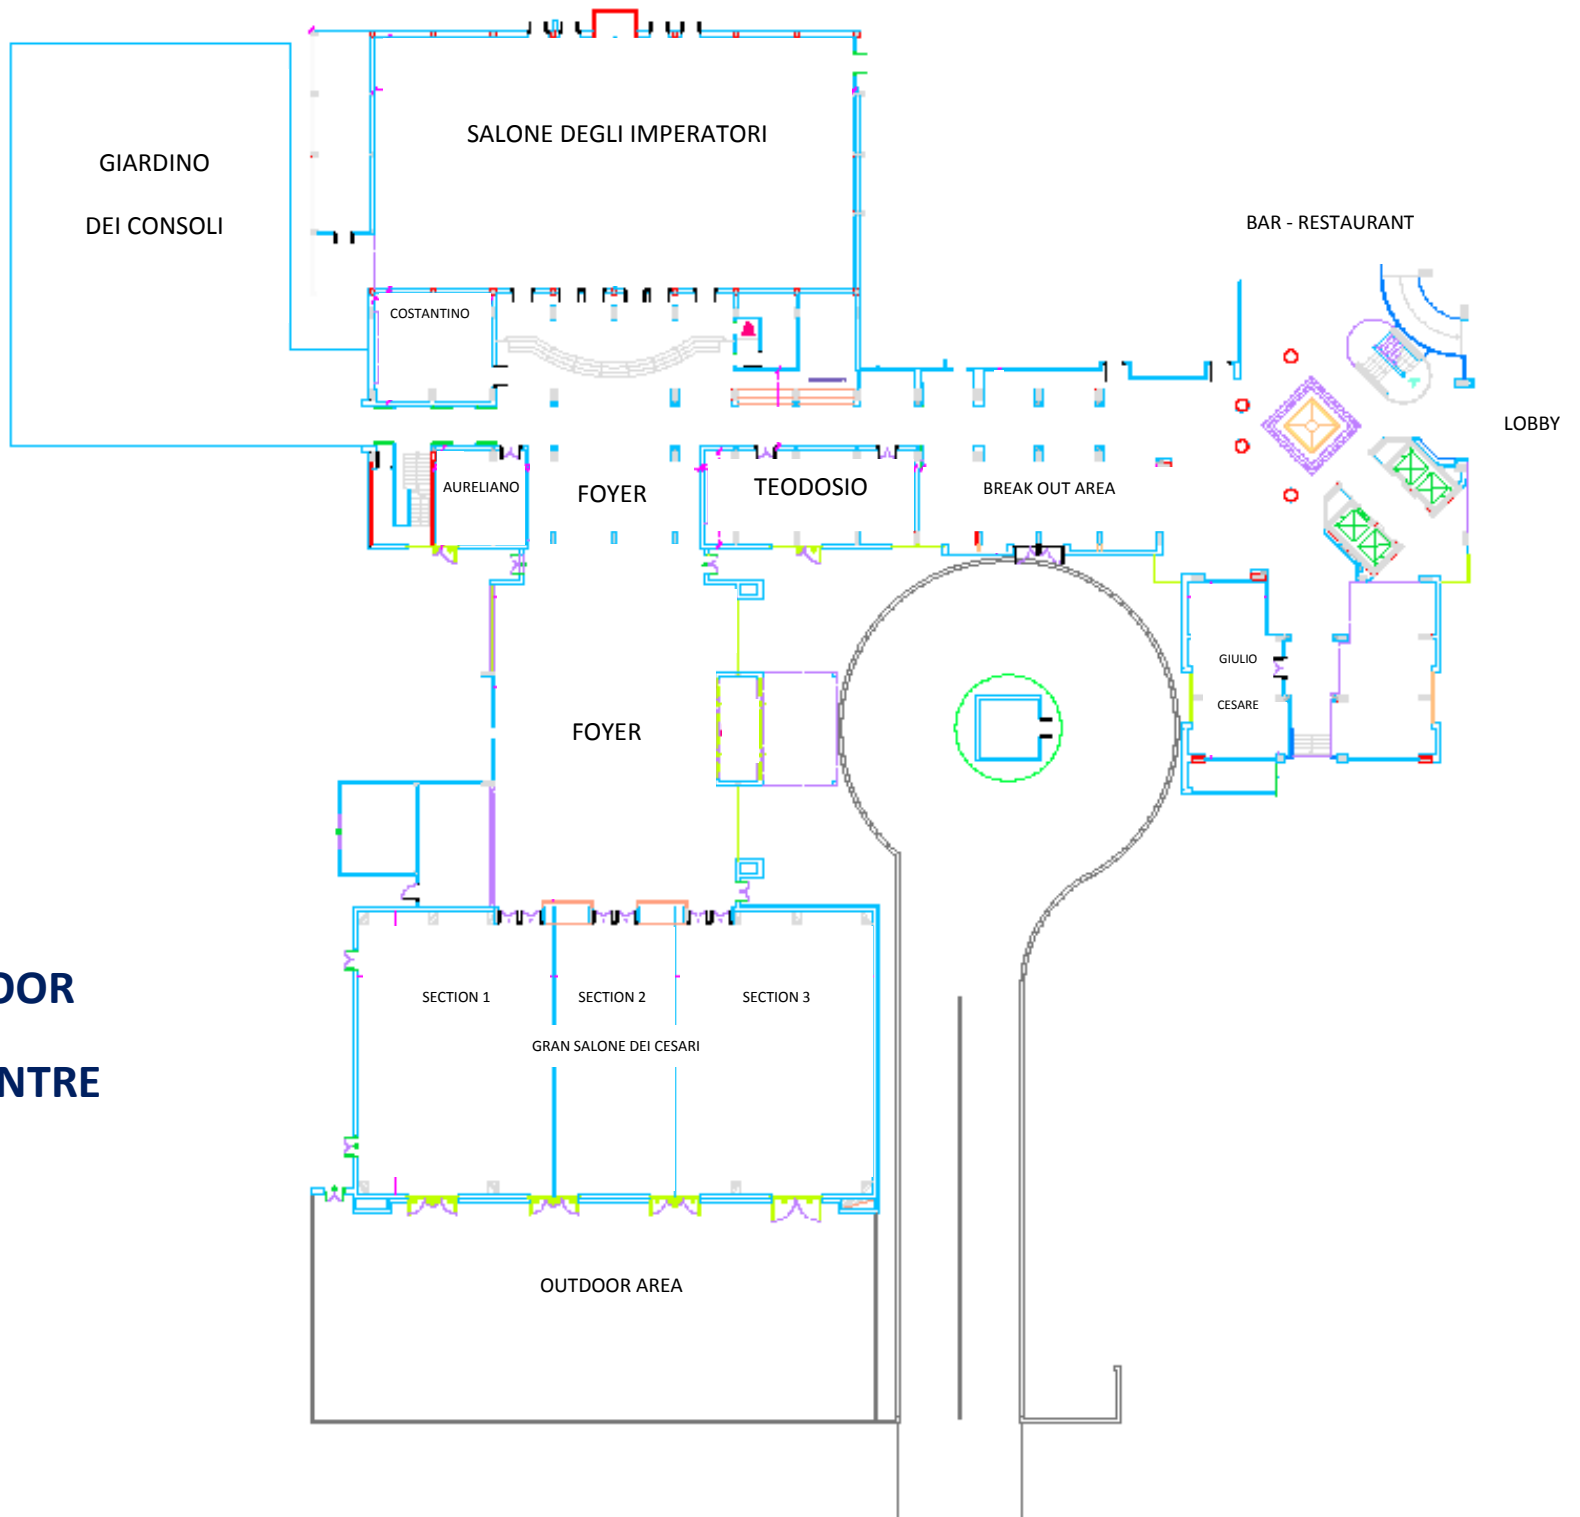 SALONE DEGLI IMPERATORI
GIARDINO
DEI CONSOLI
BAR - RESTAURANT
COSTANTINO
LOBBY
AURELIANO
FOYER
TEODOSIO
BREAK OUT AREA
GIULIO
CESARE
FOYER
OOR
NTRE
SECTION 1
SECTION 2
SECTION 3
GRAN SALONE DEI CESARI
OUTDOOR AREA